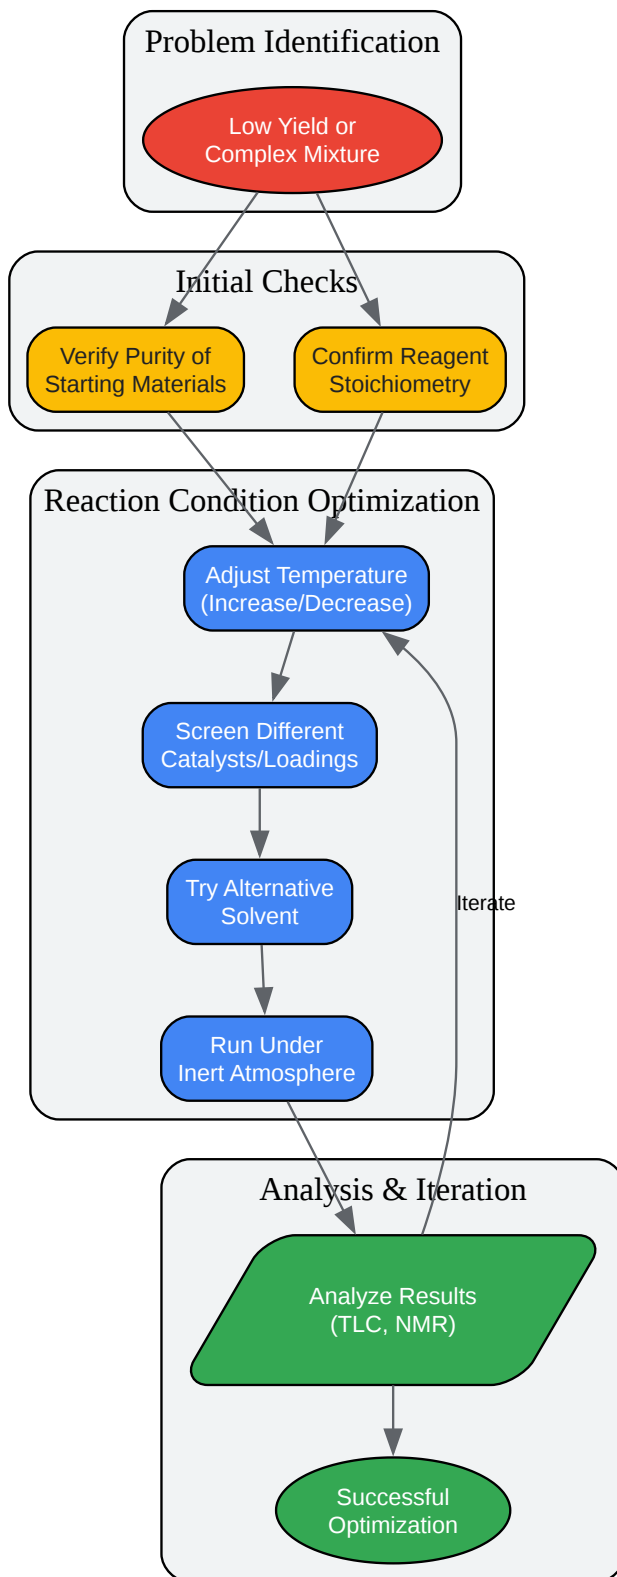 Problem Identification
Low Yield or
Complex Mixture
Initial Checks
Verify Purity of
Starting Materials
Confirm Reagent
Stoichiometry
Reaction Condition Optimization
Adjust Temperature
(Increase/Decrease)
Screen Different
Catalysts/Loadings
Try Alternative
Solvent
Iterate
Run Under
Inert Atmosphere
Analysis & Iteration
Analyze Results
(TLC, NMR)
Successful
Optimization